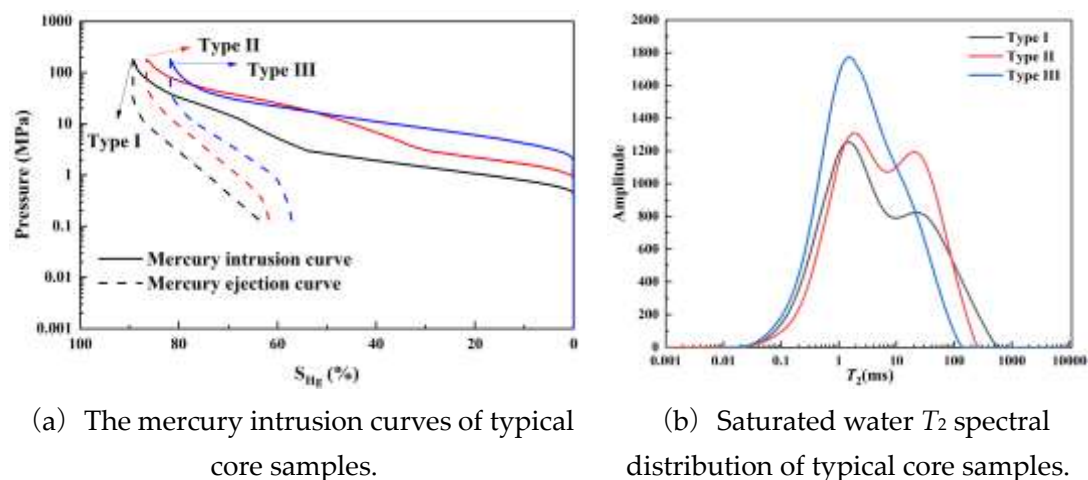 1000
100
10
1
0.1
0.01
0.001
Pressure (MPa)
Type II
Type III
Type I
Mercury intrusion curve
Mercury ejection curve
100 80 60 40 20 0
S_Hg (%)
(a) The mercury intrusion curves of typical
core samples.
2000
1800
1600
1400
1200
1000
800
600
400
200
0
Amplitude
Type I
Type II
Type III
0.001 0.01 0.1 1 10 100 1000 10000
T2(ms)
(b) Saturated water T2 spectral
distribution of typical core samples.